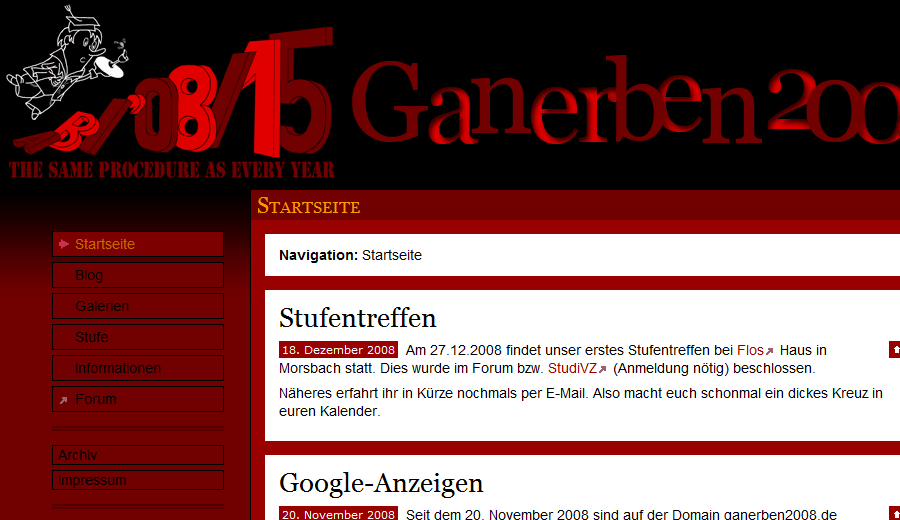 '08/15
THE SAME PROCEDURE AS EVERY YEAR
Ganerben200
STARTSEITE
Startseite
Blog
Galerien
Stufe
Informationen
Forum
Archiv
Impressum
Navigation: Startseite
Stufentreffen
18. Dezember 2008 Am 27.12.2008 findet unser erstes Stufentreffen bei Flos Haus in
Morsbach statt. Dies wurde im Forum bzw. StudiVZ (Anmeldung nötig) beschlossen.
Näheres erfahrt ihr in Kürze nochmals per E-Mail. Also macht euch schonmal ein dickes Kreuz in
euren Kalender.
Google-Anzeigen
20. November 2008 Seit dem 20. November 2008 sind auf der Domain ganerben2008.de